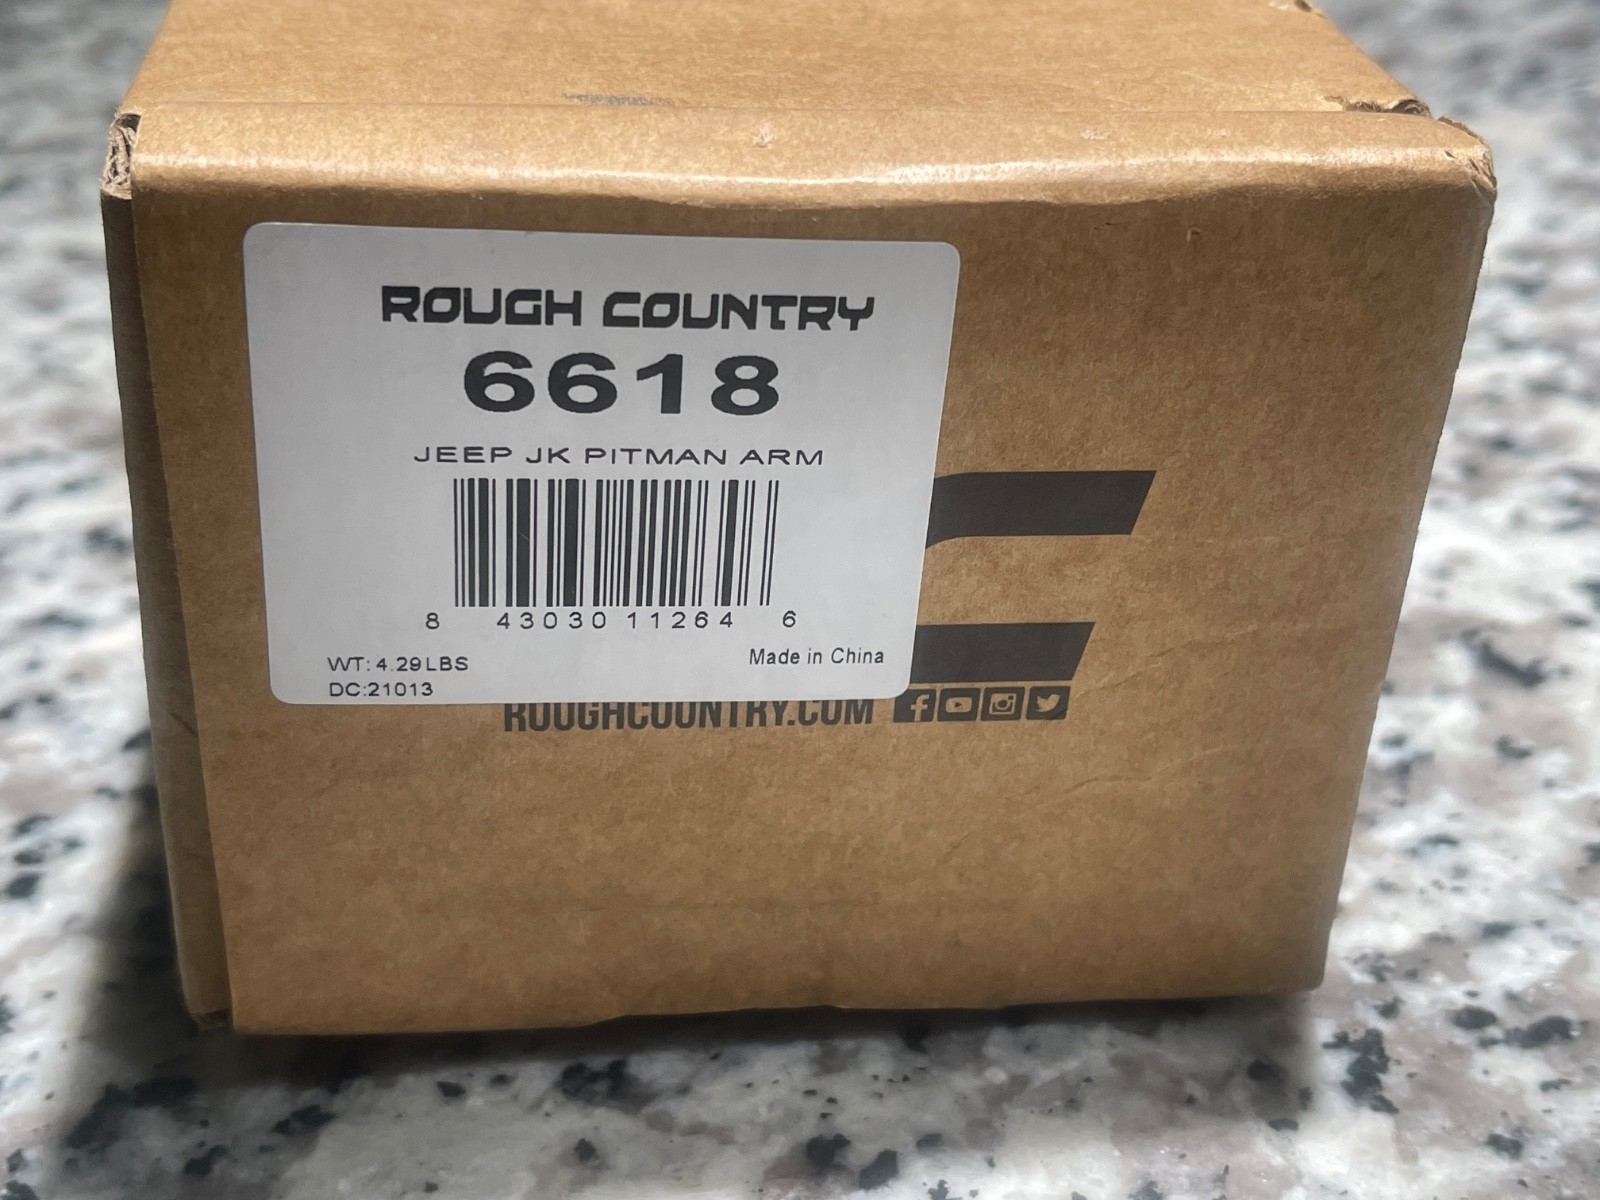 ROUGH COUNTRY
6618
JEEP JK PITMAN ARM
8 43030 11264 6
WT: 4.29LBS
Made in China
DC:21013
ROUGHCOUNTRY.COM